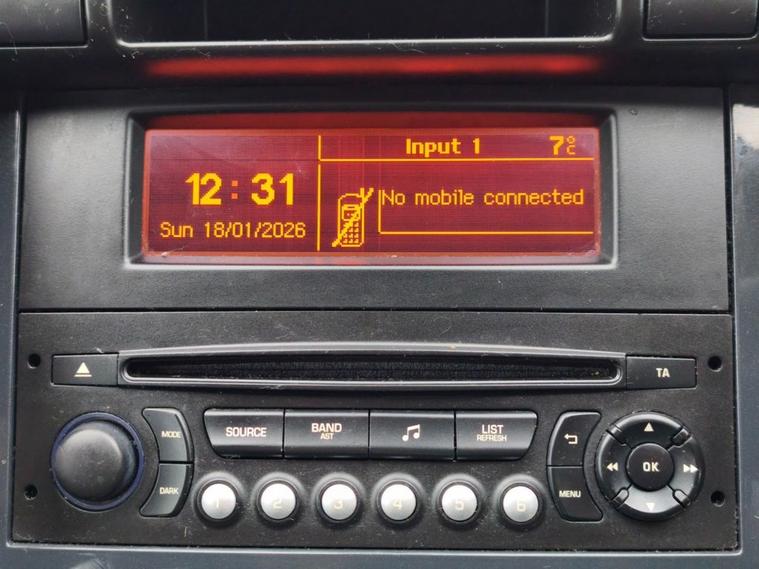 Input 1 7°C
12:31
No mobile connected
Sun 18/01/2026
TA
MODE
SOURCE
BAND
AST
LIST
REFRESH
DARK
OK
MENU
1 2 3 4 5 6